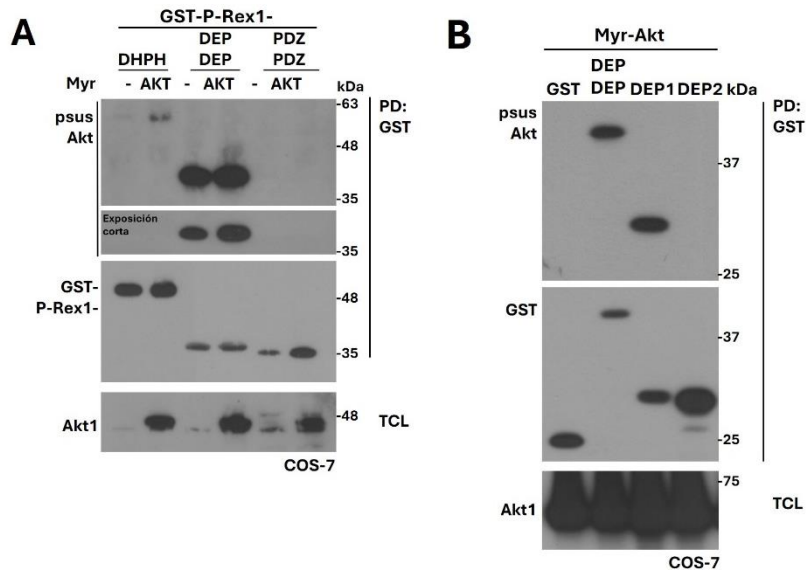 A
GST-P-Rex1-
DEP PDZ
DHPH DEP PDZ
Myr - AKT - AKT - AKT kDa
psus
Akt
-63
-48
-35
PD:
GST
Exposición
corta
-35
GST-
P-Rex1-
-48
-35
Akt1
-48
TCL
COS-7
B
Myr-Akt
DEP
GST DEP DEP1 DEP2 kDa
psus
Akt
-37
-25
PD:
GST
GST
-37
-25
-75
Akt1
TCL
COS-7